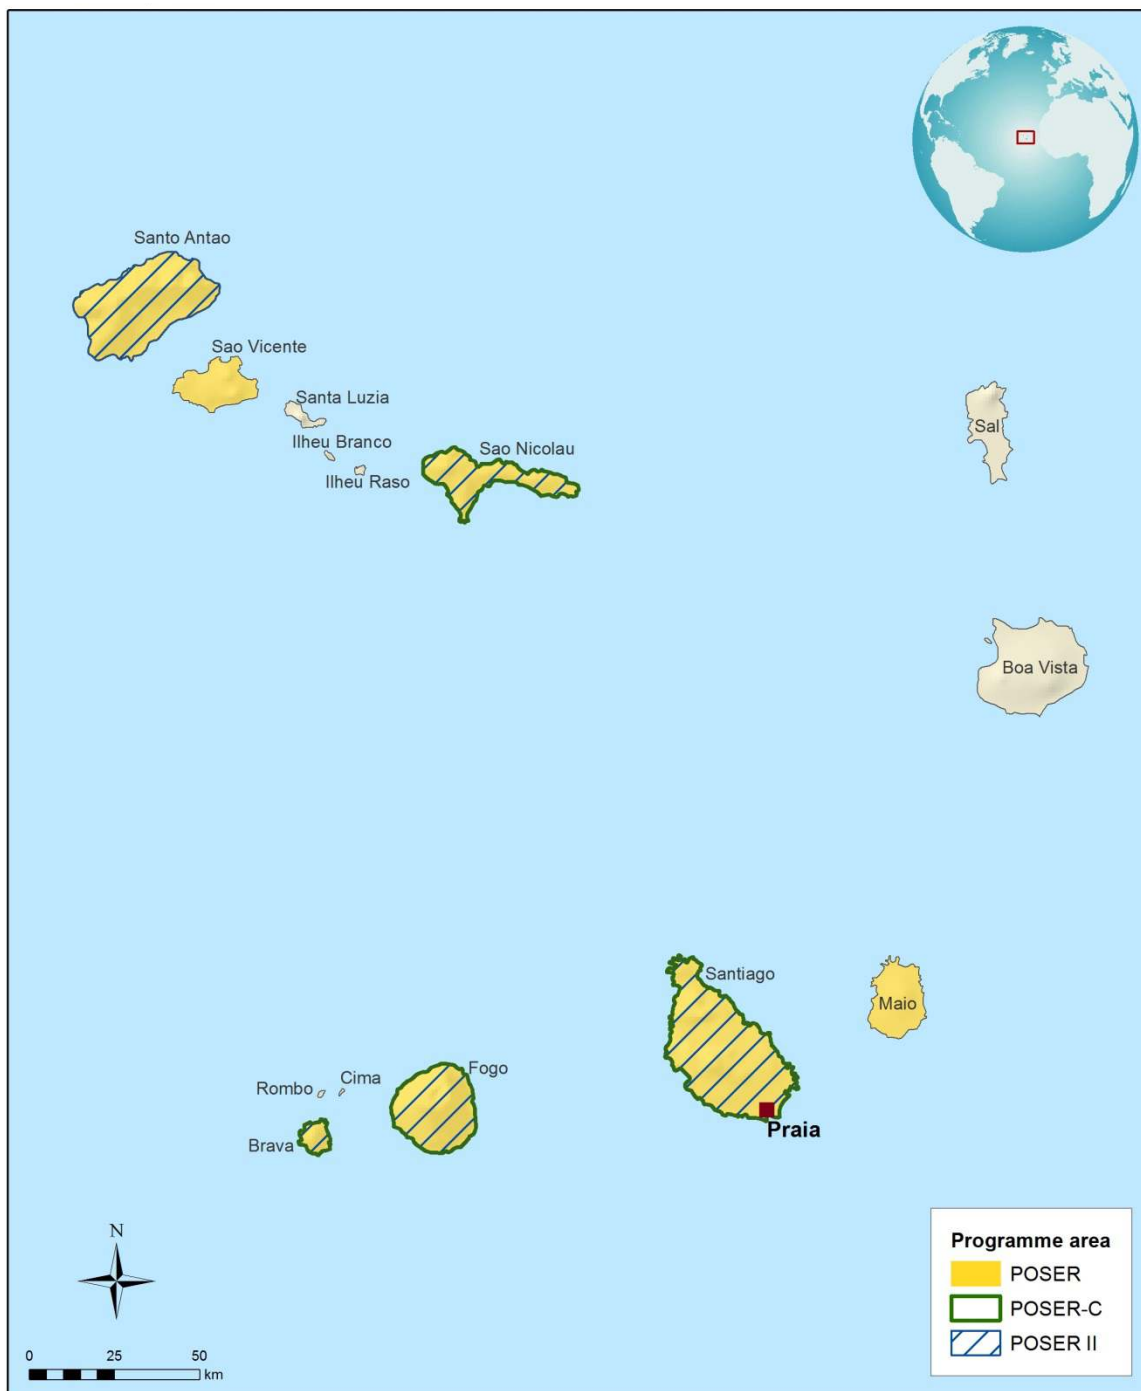 Santo Antao
Sao Vicente
Santa Luzia
Ilheu Branco
Ilheu Raso
Sao Nicolau
Sal
Boa Vista
Santiago
Maio
Praia
Fogo
Cima
Rombo
Brava
N
0 25 50
km
Programme area
POSER
POSER-C
POSER II